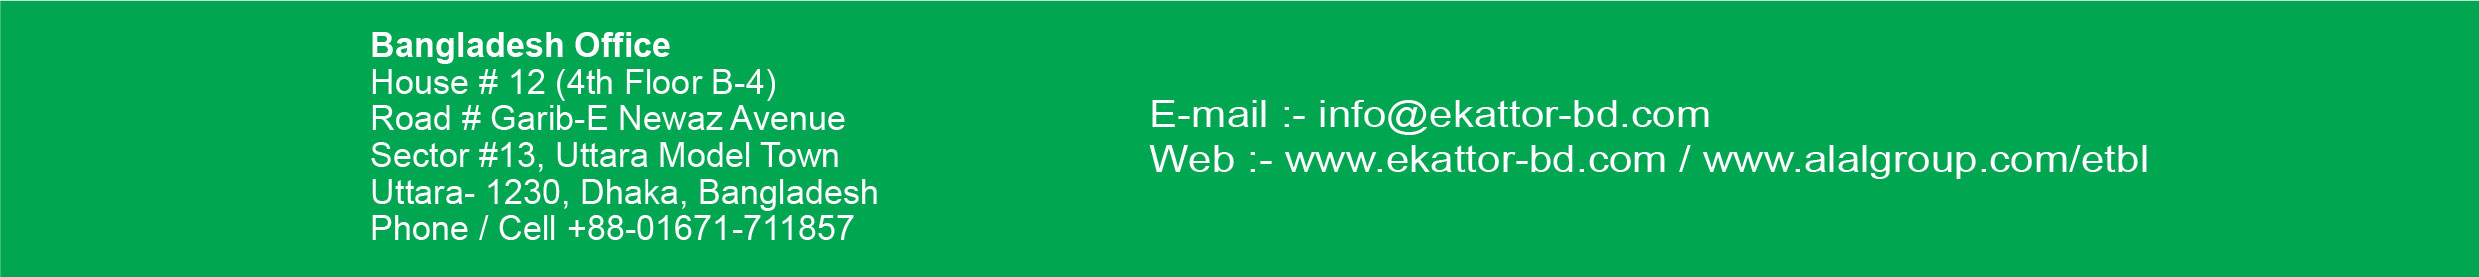 Bangladesh Office
House # 12 (4th Floor B-4)
Road # Garib-E Newaz Avenue
Sector #13, Uttara Model Town
Uttara- 1230, Dhaka, Bangladesh
Phone / Cell +88-01671-711857
E-mail :- info@ekattor-bd.com
Web :- www.ekattor-bd.com / www.alalgroup.com/etbl